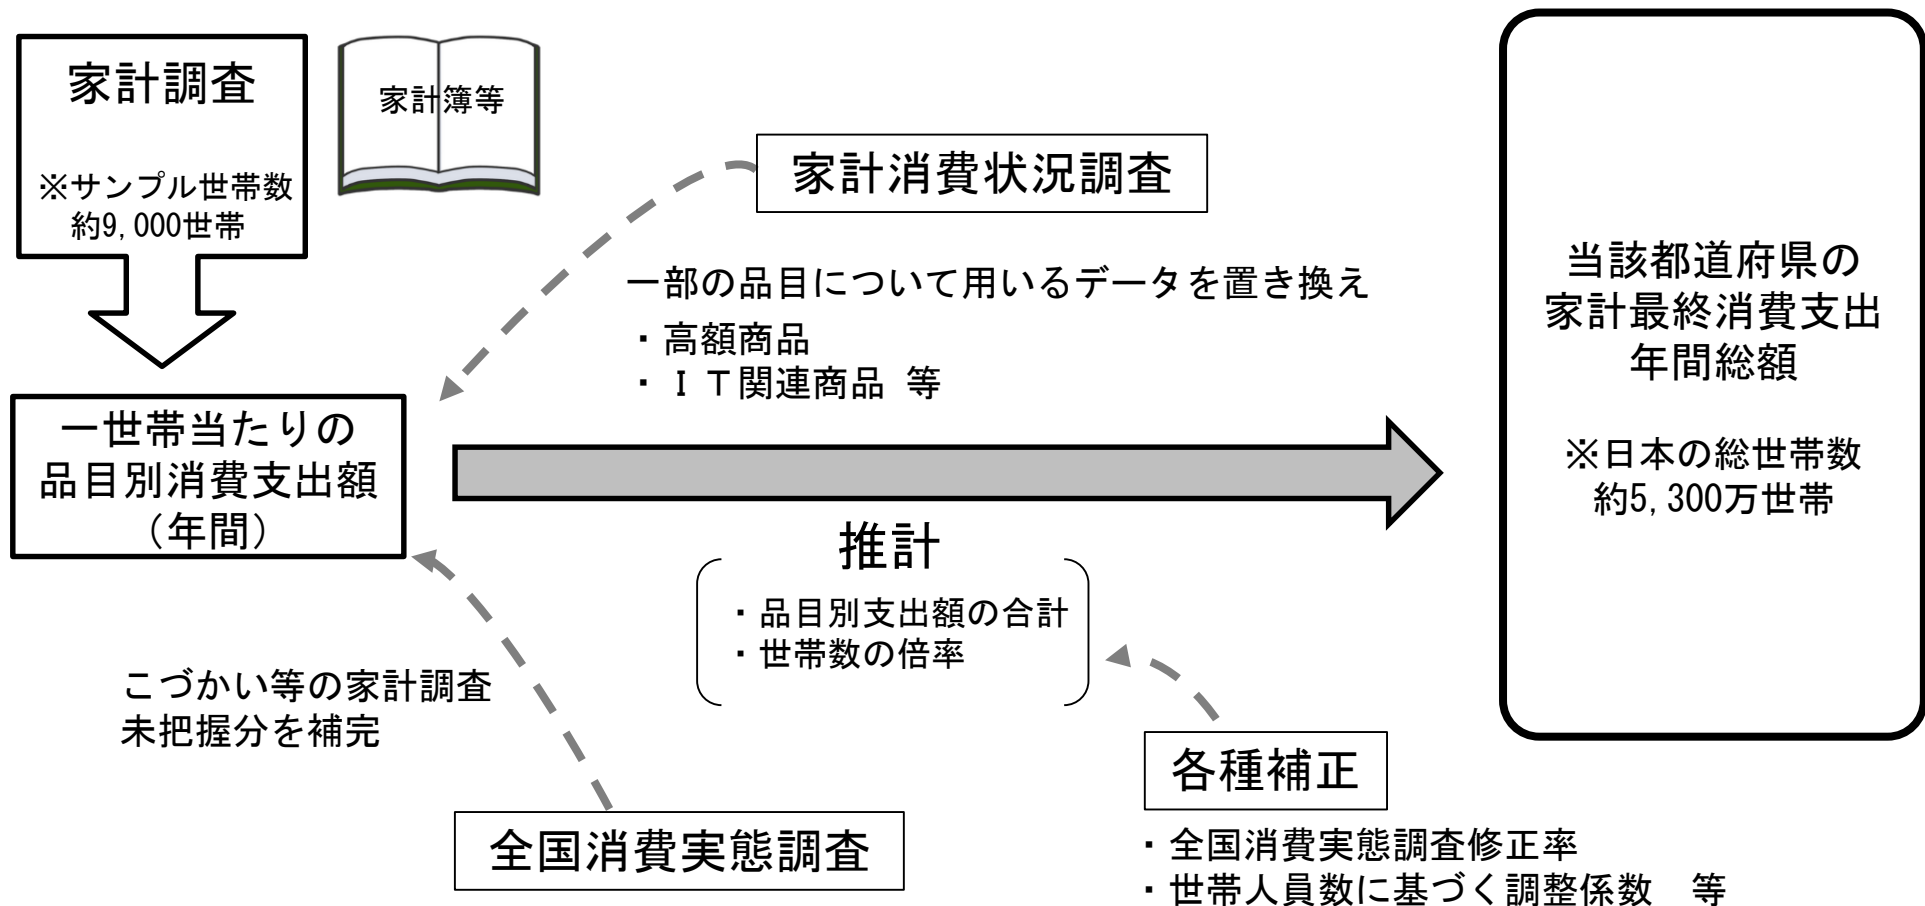 家計調査
※サンプル世帯数
約9,000世帯
家計簿等
家計消費状況調査
一部の品目について用いるデータを置き換え
・高額商品
・ＩＴ関連商品 等
一世帯当たりの
品目別消費支出額
（年間）
推計
・品目別支出額の合計
・世帯数の倍率
こづかい等の家計調査
未把握分を補完
全国消費実態調査
各種補正
・全国消費実態調査修正率
・世帯人員数に基づく調整係数　等
当該都道府県の
家計最終消費支出
年間総額
※日本の総世帯数
約5,300万世帯